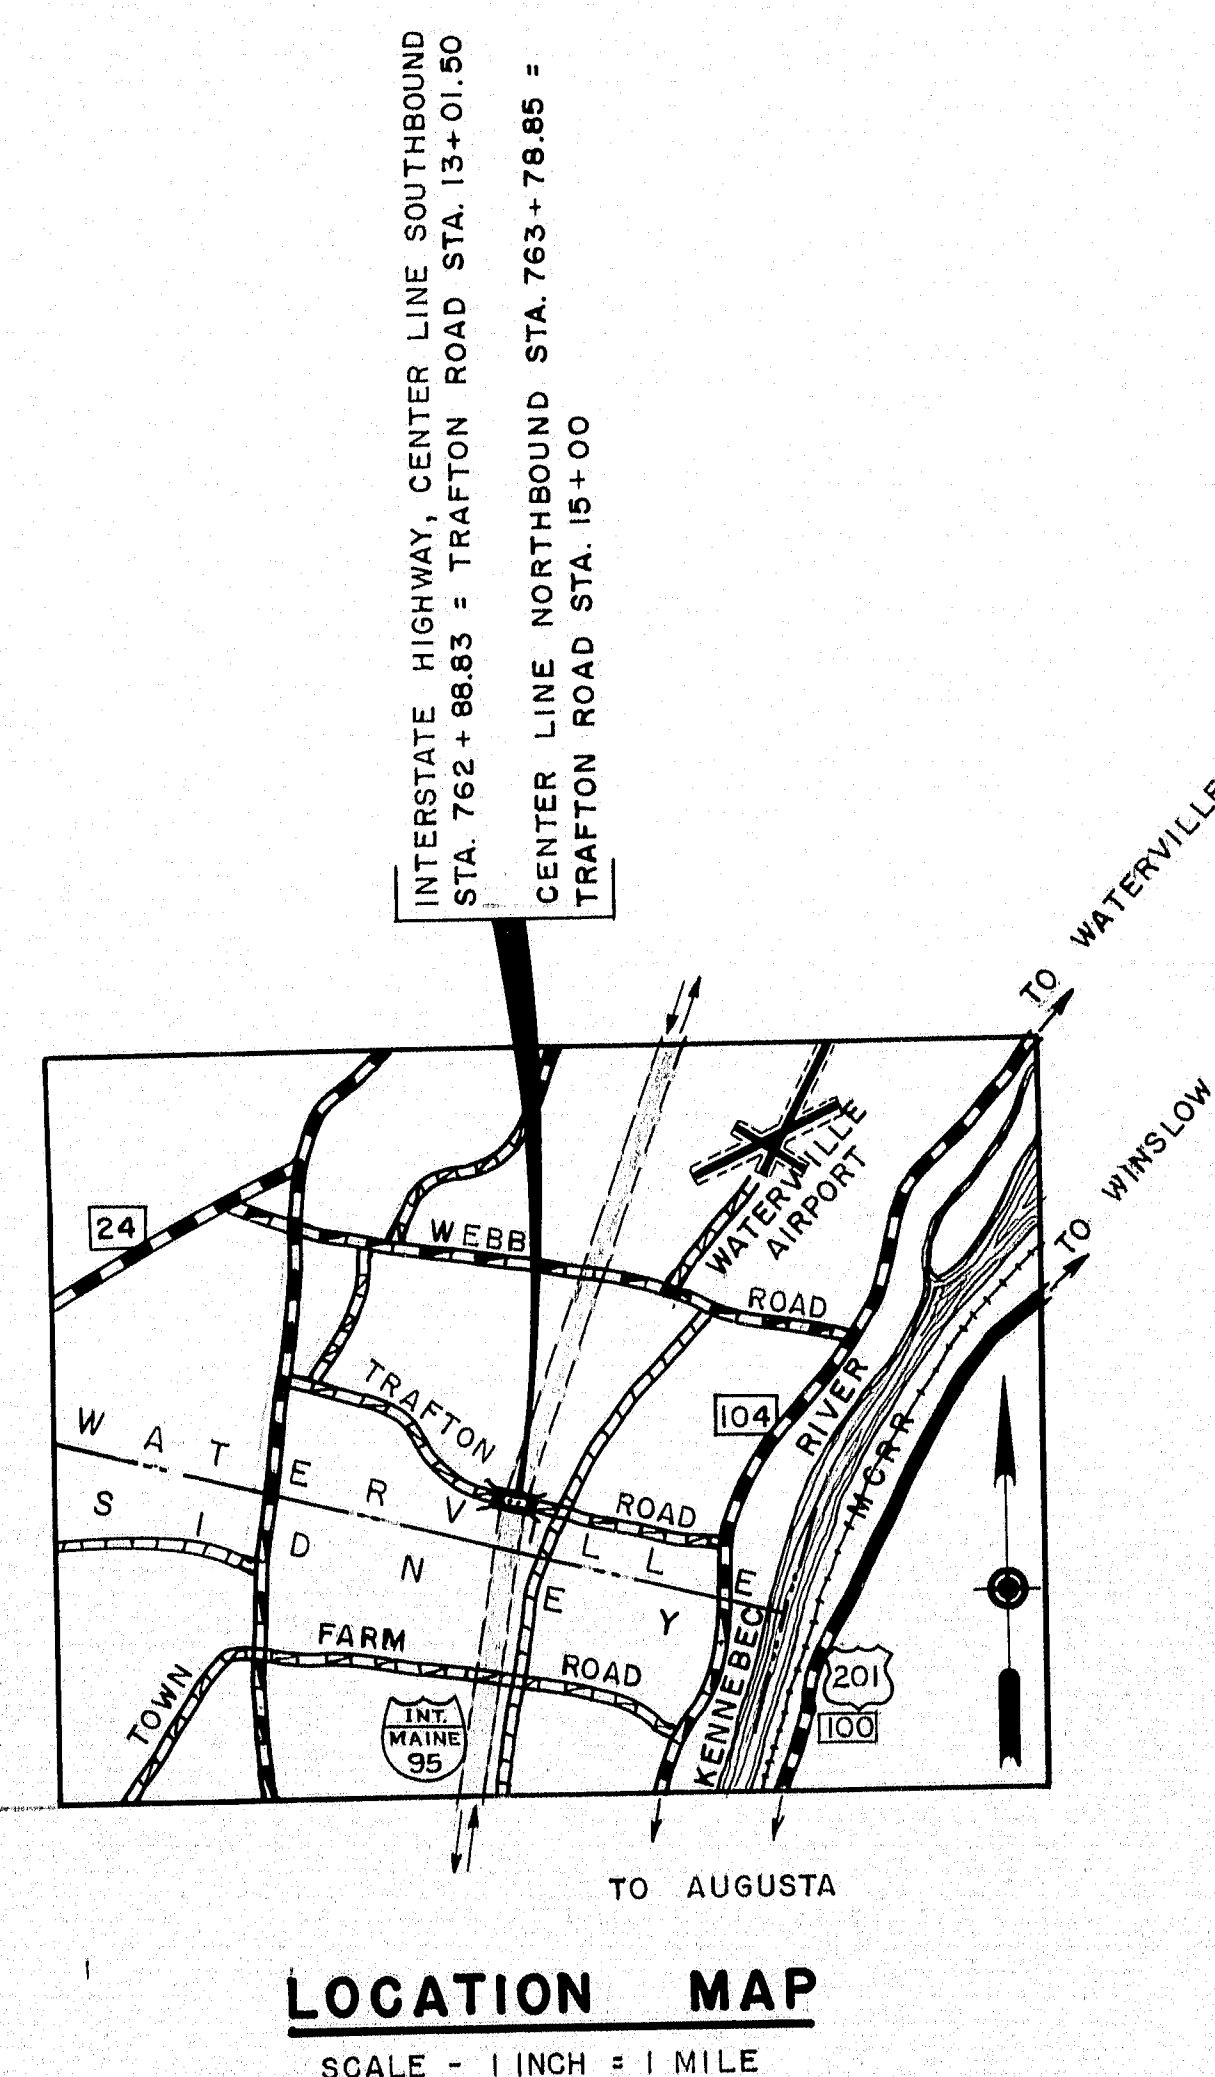 INTERSTATE HIGHWAY, CENTER LINE SOUTHBOUND
STA. 762 + 88.83 = TRAFTON ROAD STA. 13+01.50
CENTER LINE NORTHBOUND STA. 763 + 78.85 =
TRAFTON ROAD STA. 15+00
TO WATERVILLE
TO WINSLOW
WATERVILLE
AIRPORT
24
WEBB ROAD
TRAFTON ROAD
104
RIVER
MCRR
WATERVILLE
SIDNEY
FARM ROAD
TOWN
INT.
MAINE
95
KENNEBEC
201
100
TO AUGUSTA
LOCATION MAP
SCALE - 1 INCH = 1 MILE